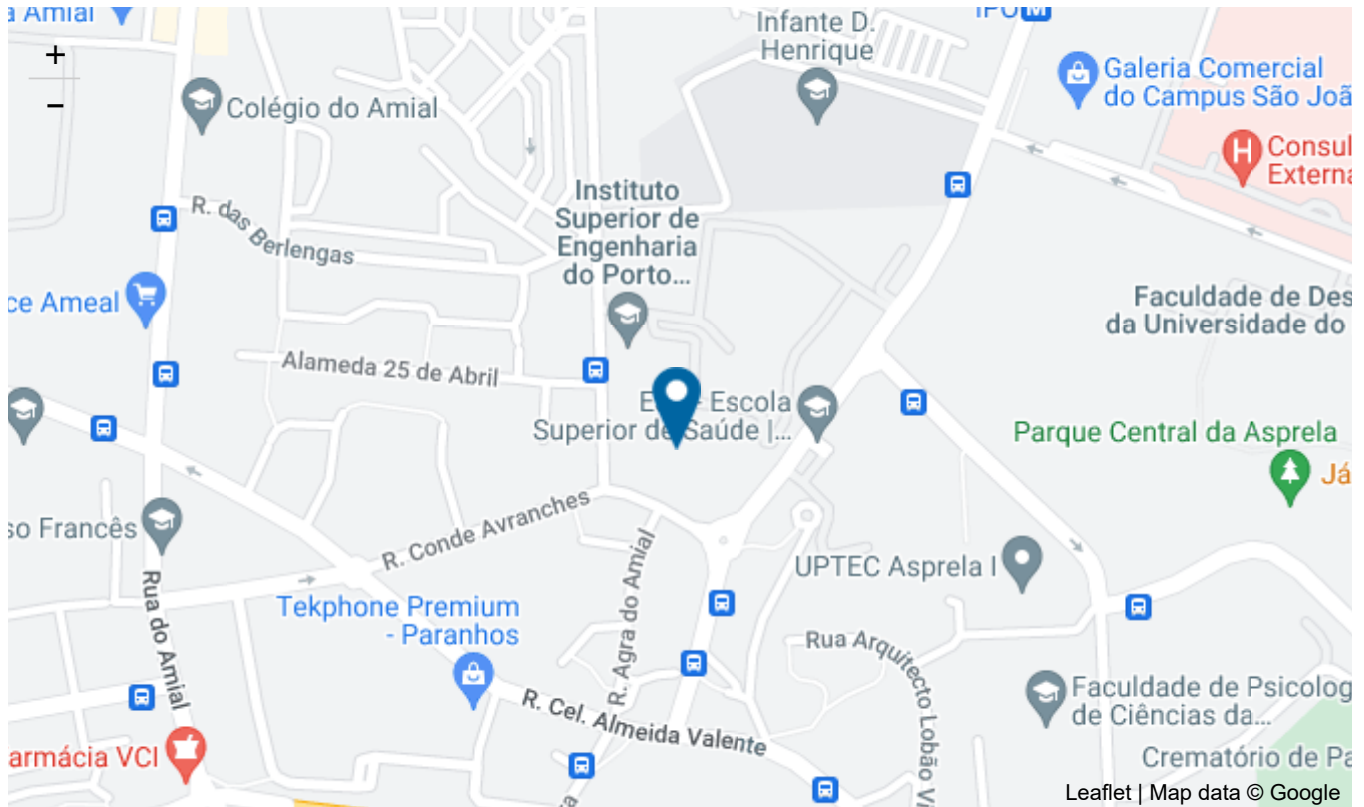 a Amial
+
-
Infante D.
Henrique
IPO M
Galeria Comercial
do Campus São Joã
Colégio do Amial
H
Consul
Externa
Instituto
Superior de
Engenharia
do Porto...
R. das Berlengas
ce Ameal
Faculdade de Des
da Universidade do
Alameda 25 de Abril
Escola
Superior de Saúde |...
Parque Central da Asprela
Já
so Francês
R. Conde Avranches
UPTEC Asprela I
Rua do Amial
Tekphone Premium
- Paranhos
R. Agra do Amial
Rua Arquitecto Lobão Vi
Faculdade de Psicolog
de Ciências da...
R. Cel. Almeida Valente
armácia VCI
Crematório de Pa
Leaflet | Map data © Google